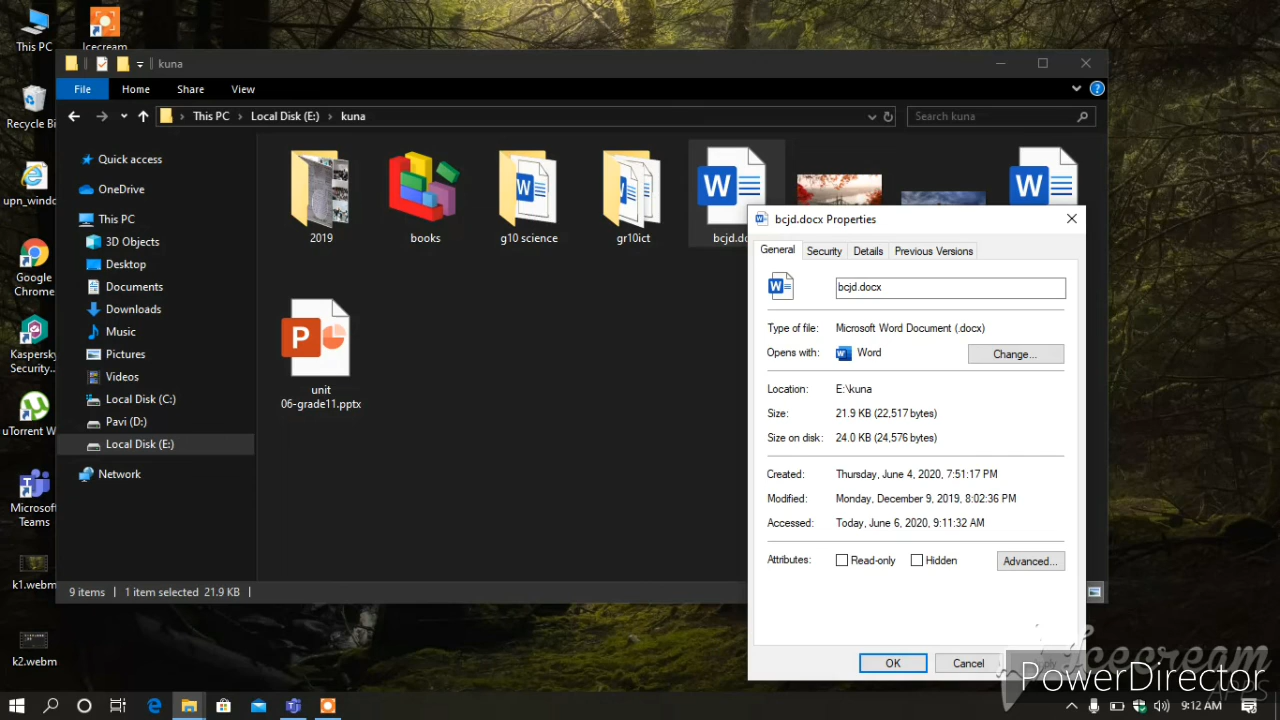 This PC
Icecream
kuna
File
Home
Share
View
This PC
Local Disk (E:)
kuna
Search kuna
Recycle Bi
upn_windo
Google
Chrome
Kaspersky
Security...
uTorrent W
Microsoft
Teams
k1.webm
k2.webm
Quick access
OneDrive
This PC
3D Objects
Desktop
Documents
Downloads
Music
Pictures
Videos
Local Disk (C:)
Pavi (D:)
Local Disk (E:)
Network
2019
books
g10 science
gr10ict
bcjd.do
unit
06-grade11.pptx
9 items
1 item selected 21.9 KB
bcjd.docx Properties
General
Security
Details
Previous Versions
bcjd.docx
Type of file: Microsoft Word Document (.docx)
Opens with: Word
Change...
Location: E:\kuna
Size: 21.9 KB (22,517 bytes)
Size on disk: 24.0 KB (24,576 bytes)
Created: Thursday, June 4, 2020, 7:51:17 PM
Modified: Monday, December 9, 2019, 8:02:36 PM
Accessed: Today, June 6, 2020, 9:11:32 AM
Attributes: Read-only Hidden
Advanced...
OK
Cancel
Icecream
PowerDirector
APPS
9:12 AM